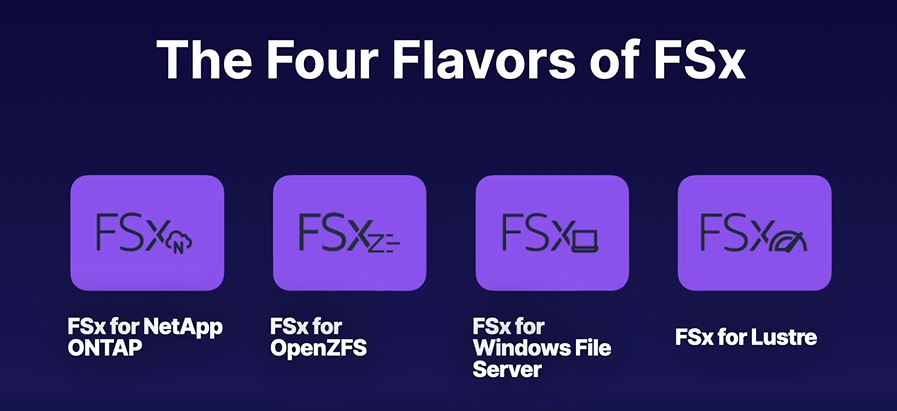 The Four Flavors of FSx
FSx
N
FSx
Z
FSx
FSx
FSx for NetApp
ONTAP
FSx for
OpenZFS
FSx for
Windows File
Server
FSx for Lustre